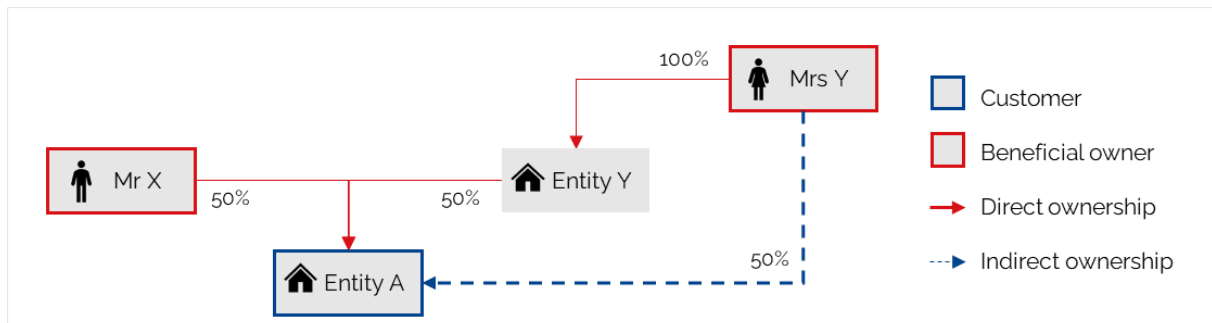 100%
Mrs Y
Customer
Beneficial owner
Mr X
50%
50%
Entity Y
Direct ownership
Entity A
50%
Indirect ownership